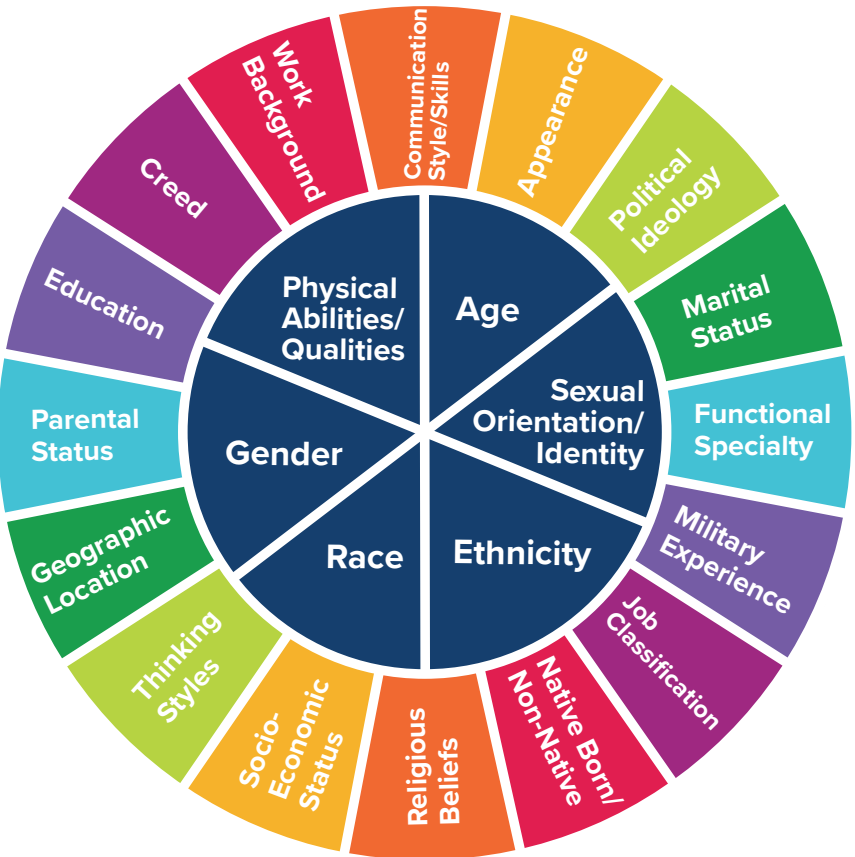 Communication
Style/Skills
Appearance
Political
Ideology
Marital
Status
Functional
Specialty
Military
Experience
Job
Classification
Native Born/
Non-Native
Religious
Beliefs
Socio-
Economic
Status
Thinking
Styles
Geographic
Location
Parental
Status
Education
Creed
Work
Background
Physical
Abilities/
Qualities
Age
Sexual
Orientation/
Identity
Ethnicity
Race
Gender